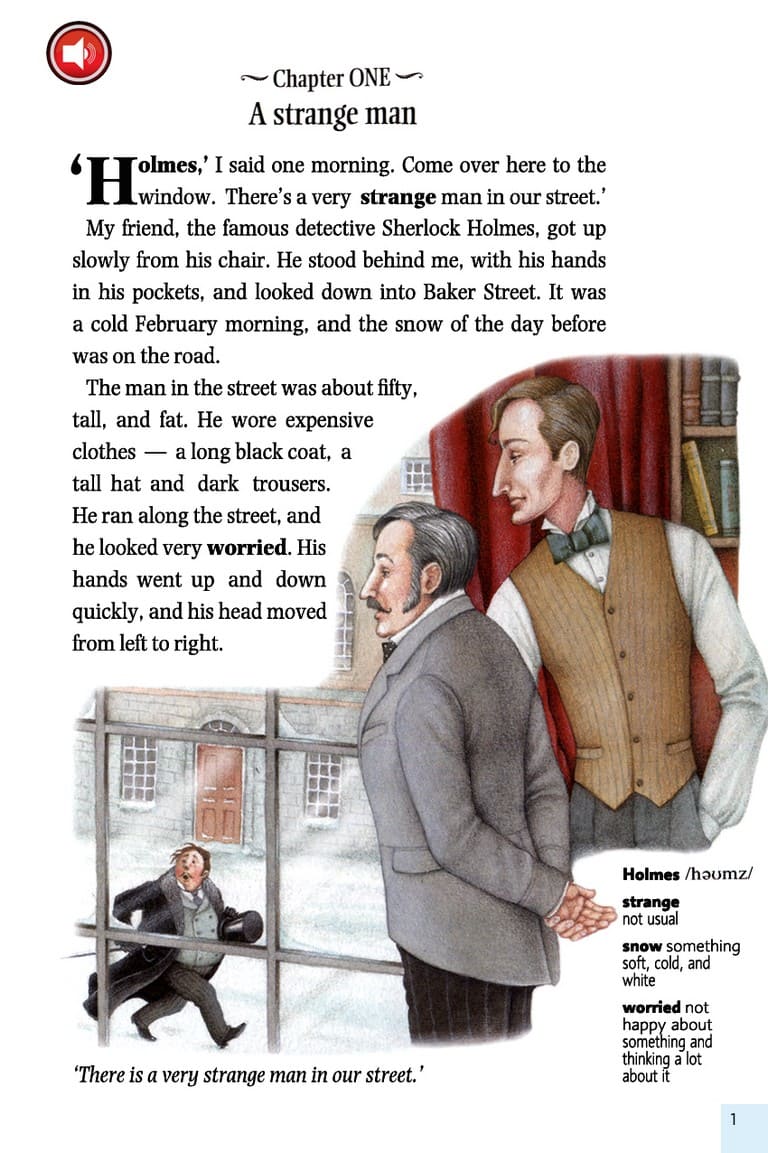 Chapter ONE
A strange man
‘Holmes,’ I said one morning. Come over here to the
window. There’s a very strange man in our street.’
My friend, the famous detective Sherlock Holmes, got up
slowly from his chair. He stood behind me, with his hands
in his pockets, and looked down into Baker Street. It was
a cold February morning, and the snow of the day before
was on the road.
The man in the street was about fifty,
tall, and fat. He wore expensive
clothes — a long black coat, a
tall hat and dark trousers.
He ran along the street, and
he looked very worried. His
hands went up and down
quickly, and his head moved
from left to right.
‘There is a very strange man in our street.’
Holmes /həʊmz/
strange
not usual
snow something
soft, cold, and
white
worried not
happy about
something and
thinking a lot
about it
1